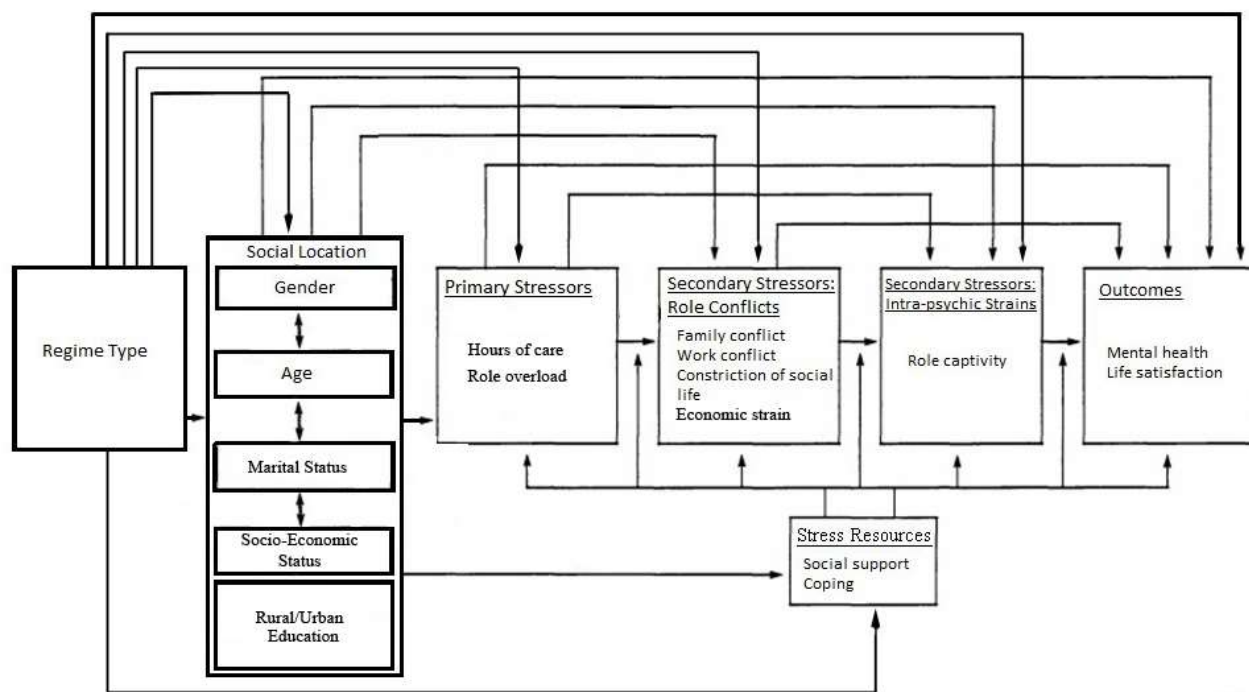 Regime Type
Social Location
Gender
Age
Marital Status
Socio-Economic
Status
Rural/Urban
Education
Primary Stressors
Hours of care
Role overload
Secondary Stressors:
Role Conflicts
Family conflict
Work conflict
Constriction of social
life
Economic strain
Secondary Stressors:
Intra-psychic Strains
Role captivity
Outcomes
Mental health
Life satisfaction
Stress Resources
Social support
Coping